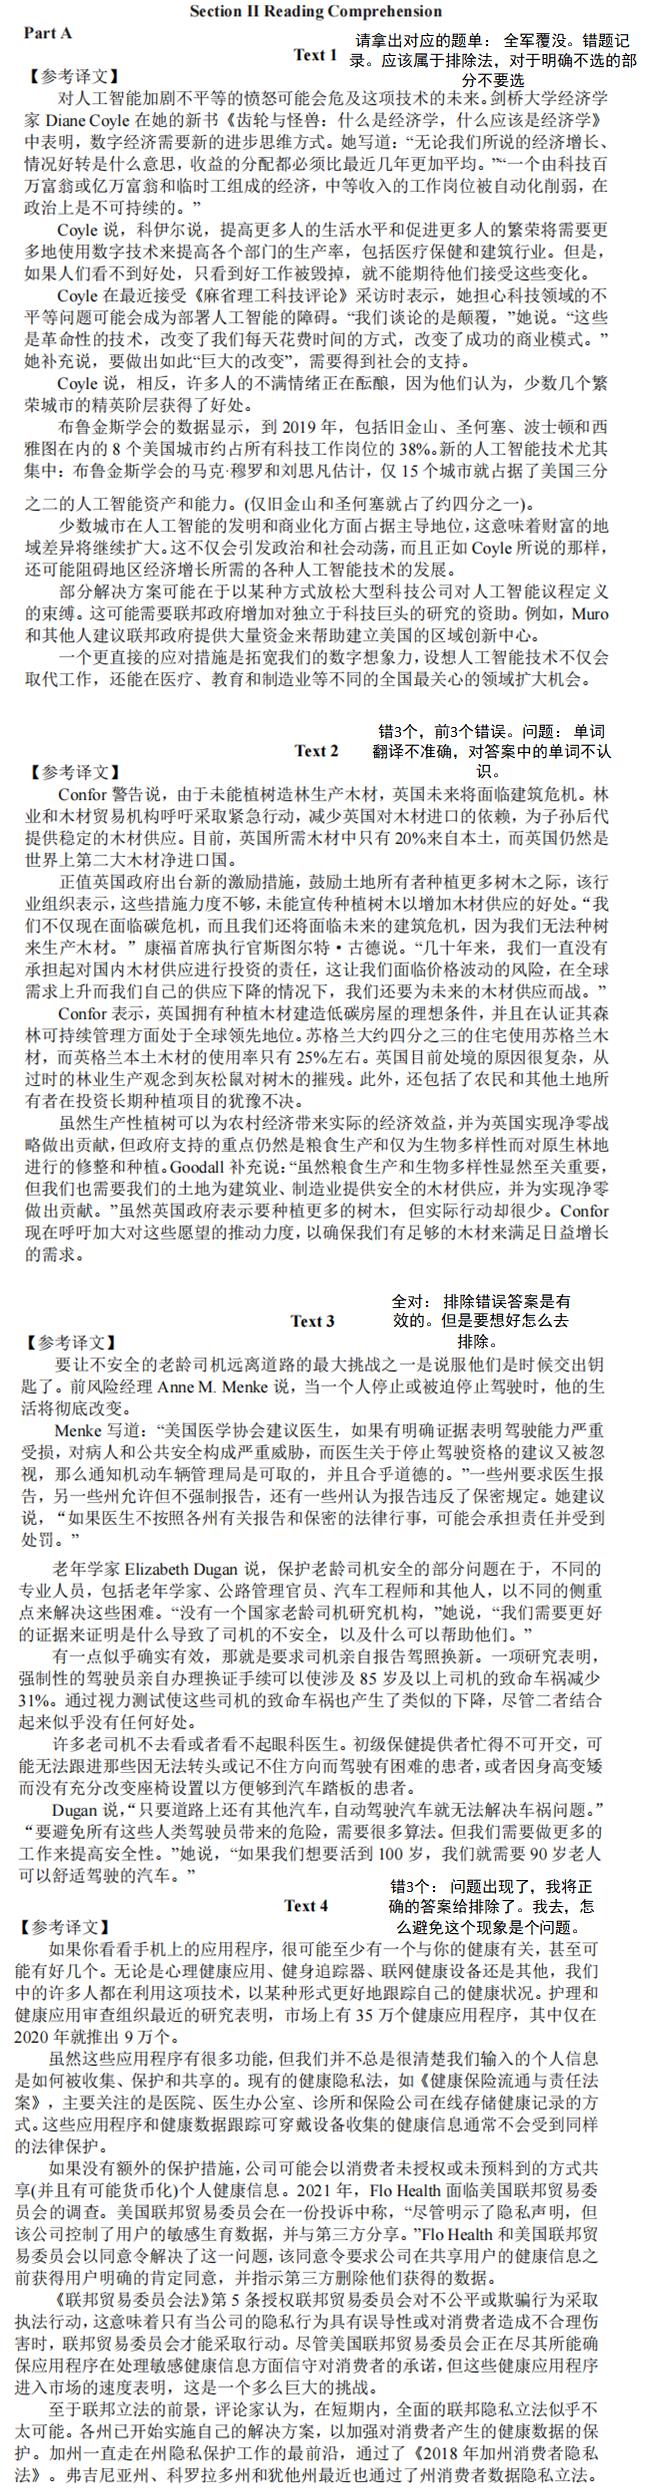 Section II Reading Comprehension
Part A
Text 1
请拿出对应的题单： 全军覆没。错题记
录。应该属于排除法，对于明确不选的部
分不要选
【参考译文】
对人工智能加剧不平等的愤怒可能会危及这项技术的未来。剑桥大学经济学
家 Diane Coyle 在她的新书《齿轮与怪兽：什么是经济学，什么应该是经济学》
中表明，数字经济需要新的进步思维方式。她写道：“无论我们所说的经济增长、
情况好转是什么意思，收益的分配都必须比最近几年更加平均。”“一个由科技百
万富翁或亿万富翁和临时工组成的经济，中等收入的工作岗位被自动化削弱，在
政治上是不可持续的。”
Coyle 说，科伊尔说，提高更多人的生活水平和促进更多人的繁荣将需要更
多地使用数字技术来提高各个部门的生产率，包括医疗保健和建筑行业。但是，
如果人们看不到好处，只看到好工作被毁掉，就不能期待他们接受这些变化。
Coyle 在最近接受《麻省理工科技评论》采访时表示，她担心科技领域的不
平等问题可能会成为部署人工智能的障碍。“我们谈论的是颠覆，”她说。“这些
是革命性的技术，改变了我们每天花费时间的方式，改变了成功的商业模式。”
她补充说，要做出如此“巨大的改变”，需要得到社会的支持。
Coyle 说，相反，许多人的不满情绪正在酝酿，因为他们认为，少数几个繁
荣城市的精英阶层获得了好处。
布鲁金斯学会的数据显示，到 2019 年，包括旧金山、圣何塞、波士顿和西
雅图在内的 8 个美国城市约占所有科技工作岗位的 38%。新的人工智能技术尤其
集中：布鲁金斯学会的马克·穆罗和刘思凡估计，仅 15 个城市就占据了美国三分
之二的人工智能资产和能力。(仅旧金山和圣何塞就占了约四分之一)。
少数城市在人工智能的发明和商业化方面占据主导地位，这意味着财富的地
域差异将继续扩大。这不仅会引发政治和社会动荡，而且正如 Coyle 所说的那样，
还可能阻碍地区经济增长所需的各种人工智能技术的发展。
部分解决方案可能在于以某种方式放松大型科技公司对人工智能议程定义
的束缚。这可能需要联邦政府增加对独立于科技巨头的研究的资助。例如，Muro
和其他人建议联邦政府提供大量资金来帮助建立美国的区域创新中心。
一个更直接的应对措施是拓宽我们的数字想象力，设想人工智能技术不仅会
取代工作，还能在医疗、教育和制造业等不同的全国最关心的领域扩大机会。
Text 2
错3个，前3个错误。问题： 单词
翻译不准确，对答案中的单词不认
识。
【参考译文】
Confor 警告说，由于未能植树造林生产木材，英国未来将面临建筑危机。林
业和木材贸易机构呼吁采取紧急行动，减少英国对木材进口的依赖，为子孙后代
提供稳定的木材供应。目前，英国所需木材中只有 20%来自本土，而英国仍然是
世界上第二大木材净进口国。
正值英国政府出台新的激励措施，鼓励土地所有者种植更多树木之际，该行
业组织表示，这些措施力度不够，未能宣传种植树木以增加木材供应的好处。“我
们不仅现在面临碳危机，而且我们还将面临未来的建筑危机，因为我们无法种树
来生产木材。” 康福首席执行官斯图尔特·古德说。“几十年来，我们一直没有
承担起对国内木材供应进行投资的责任，这让我们面临价格波动的风险，在全球
需求上升而我们自己的供应下降的情况下，我们还要为未来的木材供应而战。”
Confor 表示，英国拥有种植木材建造低碳房屋的理想条件，并且在认证其森
林可持续管理方面处于全球领先地位。苏格兰大约四分之三的住宅使用苏格兰木
材，而英格兰本土木材的使用率只有 25%左右。英国目前处境的原因很复杂，从
过时的林业生产观念到灰松鼠对树木的摧残。此外，还包括了农民和其他土地所
有者在投资长期种植项目的犹豫不决。
虽然生产性植树可以为农村经济带来实际的经济效益，并为英国实现净零战
略做出贡献，但政府支持的重点仍然是粮食生产和仅为生物多样性而对原生林地
进行的修整和种植。Goodall 补充说：“虽然粮食生产和生物多样性显然至关重要，
但我们也需要我们的土地为建筑业、制造业提供安全的木材供应，并为实现净零
做出贡献。”虽然英国政府表示要种植更多的树木，但实际行动却很少。Confor
现在呼吁加大对这些愿望的推动力度，以确保我们有足够的木材来满足日益增长
的需求。
Text 3
全对： 排除错误答案是有
效的。但是要想好怎么去
排除。
【参考译文】
要让不安全的老龄司机远离道路的最大挑战之一是说服他们是时候交出钥
匙了。前风险经理 Anne M. Menke 说，当一个人停止或被迫停止驾驶时，他的生
活将彻底改变。
Menke 写道：“美国医学协会建议医生，如果有明确证据表明驾驶能力严重
受损，对病人和公共安全构成严重威胁，而医生关于停止驾驶资格的建议又被忽
视，那么通知机动车辆管理局是可取的，并且合乎道德的。”一些州要求医生报
告，另一些州允许但不强制报告，还有一些州认为报告违反了保密规定。她建议
说，“如果医生不按照各州有关报告和保密的法律行事，可能会承担责任并受到
处罚。”
老年学家 Elizabeth Dugan 说，保护老龄司机安全的部分问题在于，不同的
专业人员，包括老年学家、公路管理官员、汽车工程师和其他人，以不同的侧重
点来解决这些困难。“没有一个国家老龄司机研究机构，”她说，“我们需要更好
的证据来证明是什么导致了司机的不安全，以及什么可以帮助他们。”
有一点似乎确实有效，那就是要求司机亲自报告驾照换新。一项研究表明，
强制性的驾驶员亲自办理换证手续可以使涉及 85 岁及以上司机的致命车祸减少
31%。通过视力测试使这些司机的致命车祸也产生了类似的下降，尽管二者结合
起来似乎没有任何好处。
许多老司机不去看或者看不起眼科医生。初级保健提供者忙得不可开交，可
能无法跟进那些因无法转头或记不住方向而驾驶有困难的患者，或者因身高变矮
而没有充分改变座椅设置以方便够到汽车踏板的患者。
Dugan 说，“只要道路上还有其他汽车，自动驾驶汽车就无法解决车祸问题。”
“要避免所有这些人类驾驶员带来的危险，需要很多算法。但我们需要做更多的
工作来提高安全性。”她说，“如果我们想要活到 100 岁，我们就需要 90 岁老人
可以舒适驾驶的汽车。”
Text 4
错3个： 问题出现了，我将正
确的答案给排除了。我去，怎
么避免这个现象是个问题。
【参考译文】
如果你看看手机上的应用程序，很可能至少有一个与你的健康有关，甚至可
能有好几个。无论是心理健康应用、健身追踪器、联网健康设备还是其他，我们
中的许多人都在利用这项技术，以某种形式更好地跟踪自己的健康状况。护理和
健康应用审查组织最近的研究表明，市场上有 35 万个健康应用程序，其中仅在
2020 年就推出 9 万个。
虽然这些应用程序有很多功能，但我们并不总是很清楚我们输入的个人信息
是如何被收集、保护和共享的。现有的健康隐私法，如《健康保险流通与责任法
案》，主要关注的是医院、医生办公室、诊所和保险公司在线存储健康记录的方
式。这些应用程序和健康数据跟踪可穿戴设备收集的健康信息通常不会受到同样
的法律保护。
如果没有额外的保护措施，公司可能会以消费者未授权或未预料到的方式共
享(并且有可能货币化)个人健康信息。2021 年，Flo Health 面临美国联邦贸易委
员会的调查。美国联邦贸易委员会在一份投诉中称，“尽管明示了隐私声明，但
该公司控制了用户的敏感生育数据，并与第三方分享。”Flo Health 和美国联邦贸
易委员会以同意令解决了这一问题，该同意令要求公司在共享用户的健康信息之
前获得用户明确的肯定同意，并指示第三方删除他们获得的数据。
《联邦贸易委员会法》第 5 条授权联邦贸易委员会对不公平或欺骗行为采取
执法行动，这意味着只有当公司的隐私行为具有误导性或对消费者造成不合理伤
害时，联邦贸易委员会才能采取行动。尽管美国联邦贸易委员会正在尽其所能确
保应用程序在处理敏感健康信息方面信守对消费者的承诺，但这些健康应用程序
进入市场的速度表明，这是一个多么巨大的挑战。
至于联邦立法的前景，评论家认为，在短期内，全面的联邦隐私立法似乎不
太可能。各州已开始实施自己的解决方案，以加强对消费者产生的健康数据的保
护。加州一直走在州隐私保护工作的最前沿，通过了《2018 年加州消费者隐私
法》。弗吉尼亚州、科罗拉多州和犹他州最近也通过了州消费者数据隐私立法。